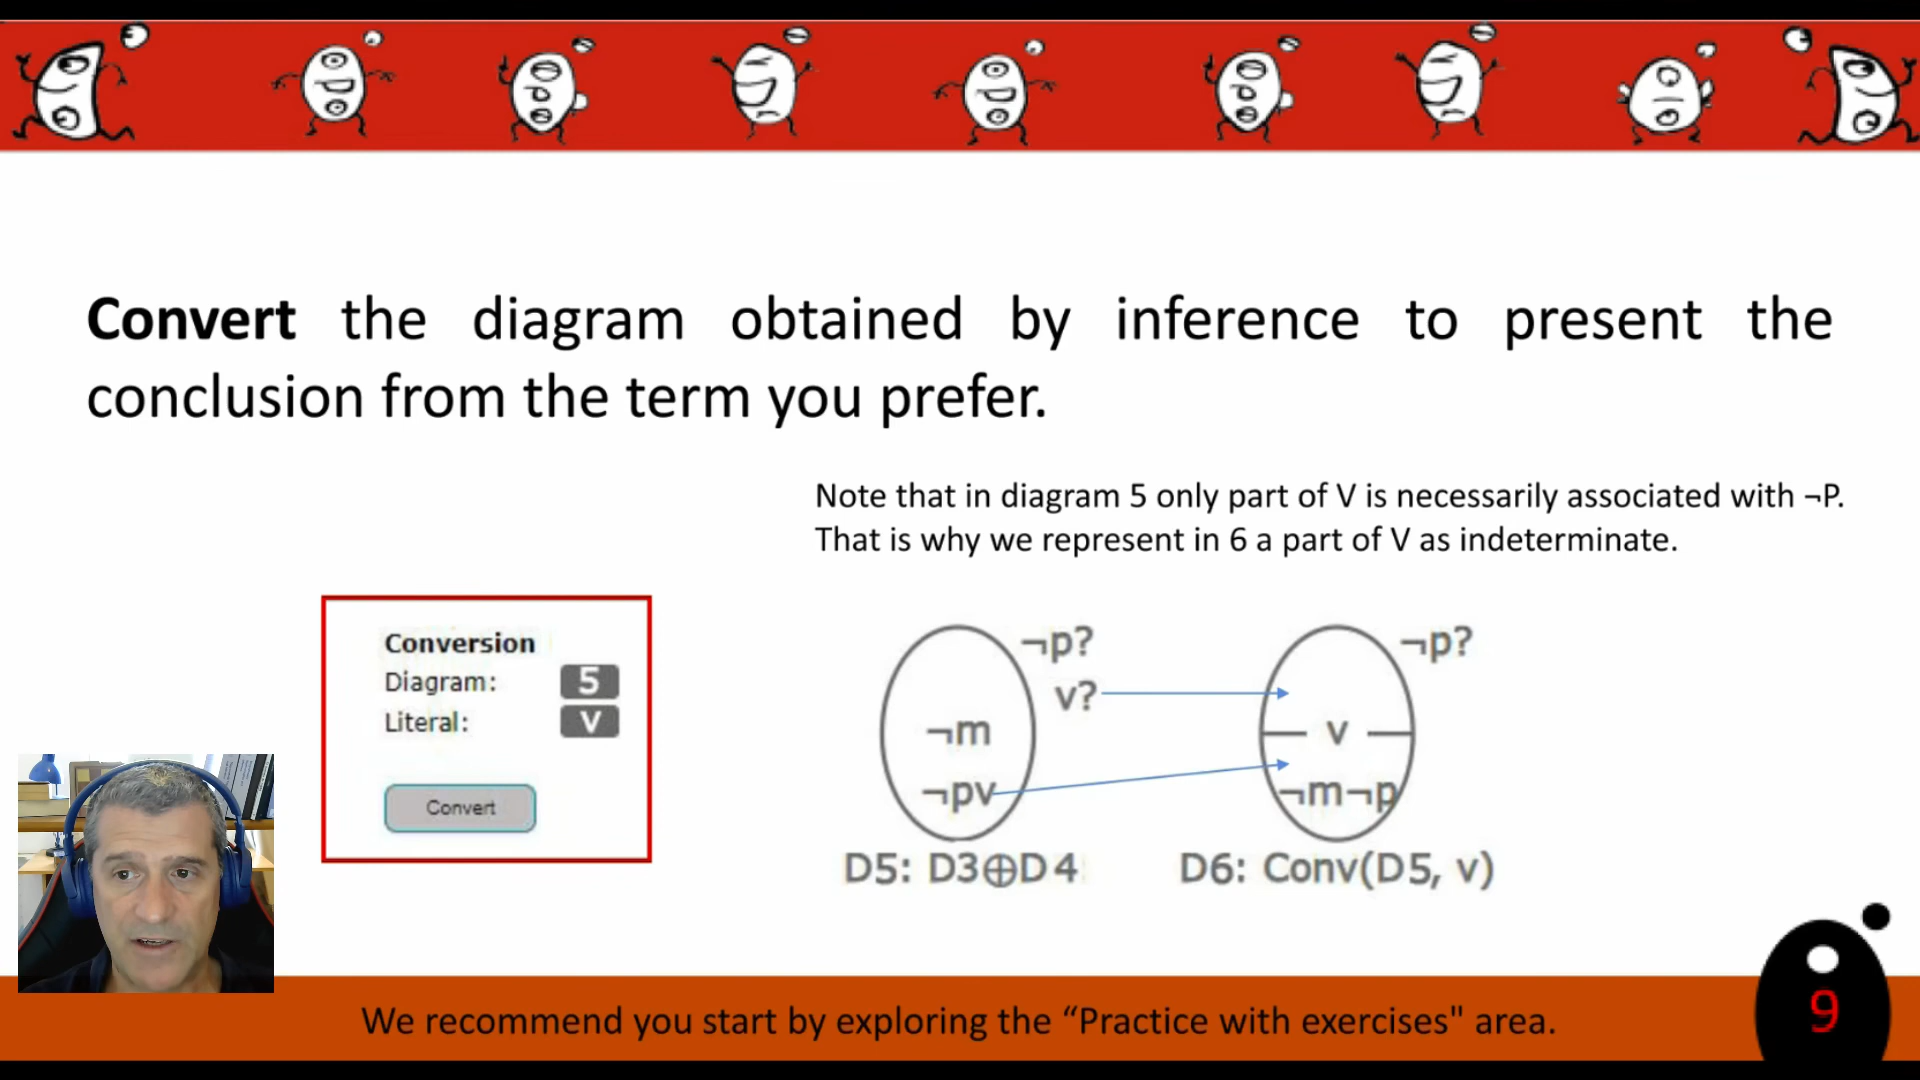 Convert the diagram obtained by inference to present the
conclusion from the term you prefer.
Note that in diagram 5 only part of V is necessarily associated with ¬P.
That is why we represent in 6 a part of V as indeterminate.
Conversion
Diagram: 5
Literal: V
Convert
¬p?
v?
¬m
¬pv
D5: D3⊕D4
¬p?
v
¬m¬p
D6: Conv(D5, v)
9
We recommend you start by exploring the “Practice with exercises" area.